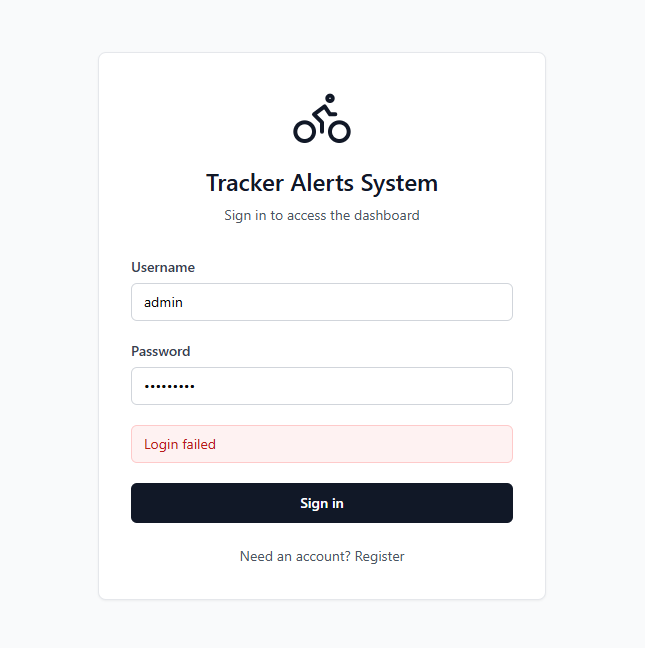 Tracker Alerts System
Sign in to access the dashboard
Username
admin
Password
•••••••••
Login failed
Sign in
Need an account? Register